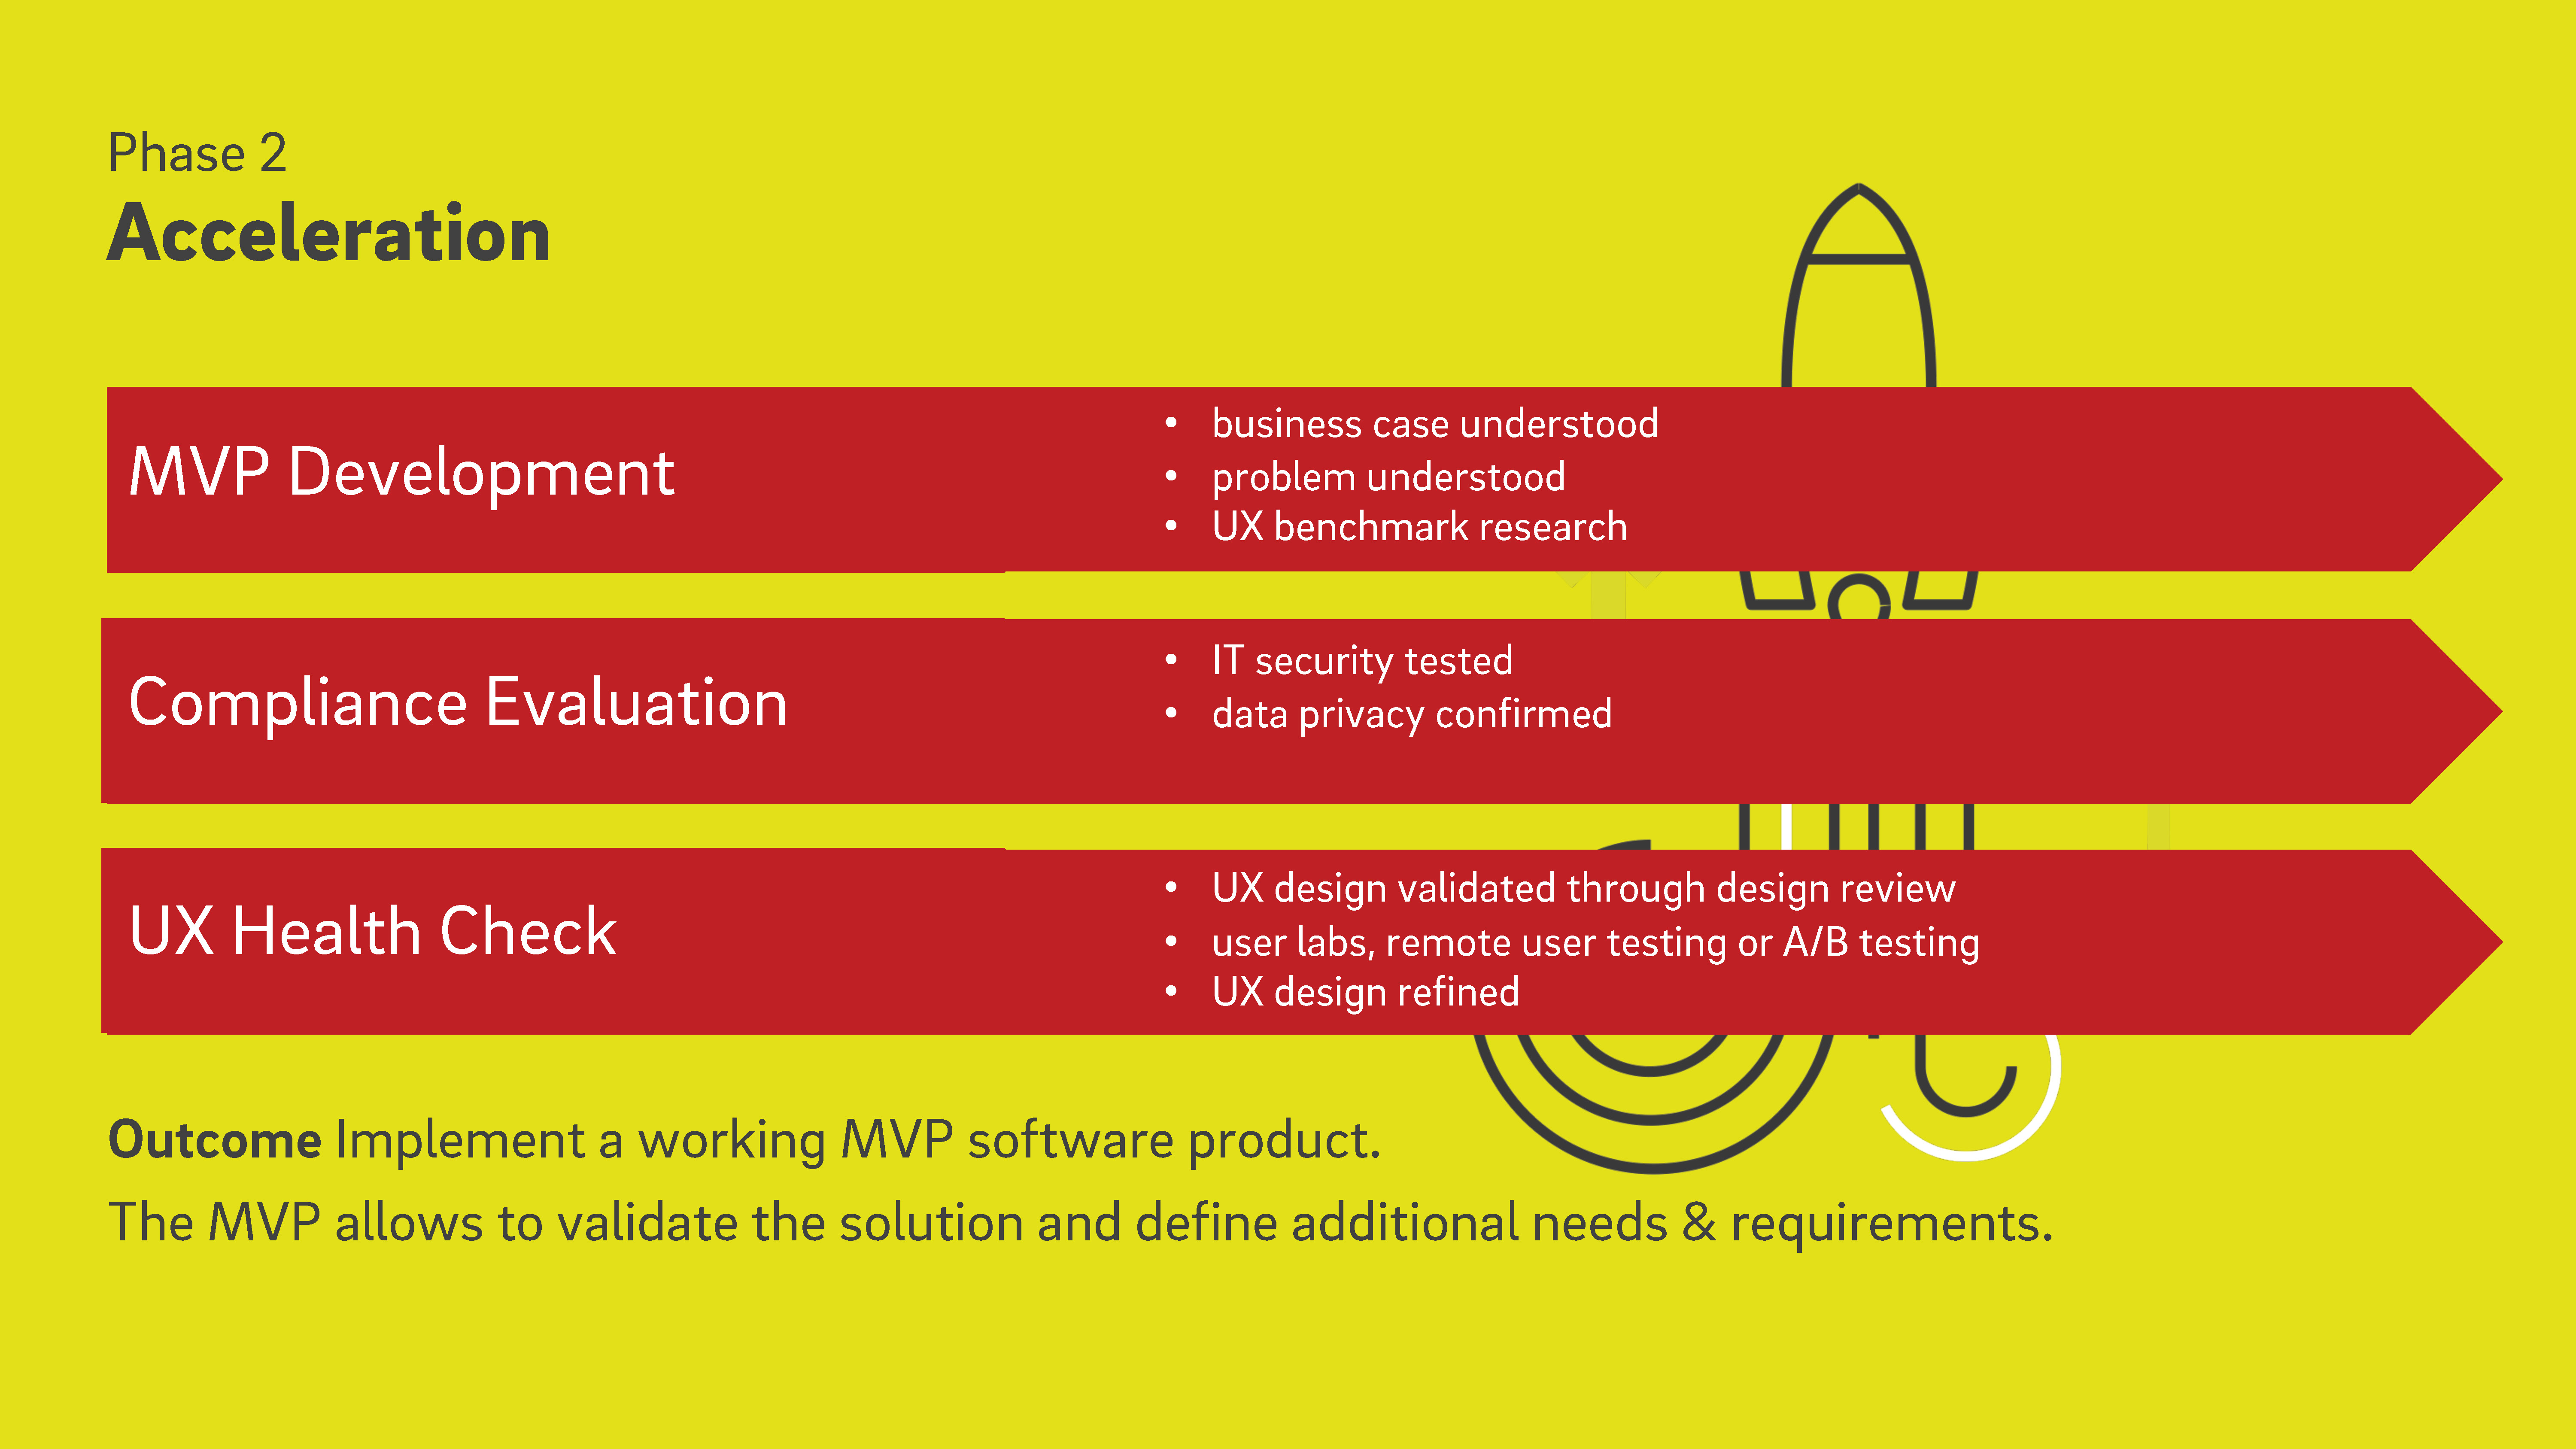 Phase 2
Acceleration
MVP Development
• business case understood
• problem understood
• UX benchmark research
Compliance Evaluation
• IT security tested
• data privacy confirmed
UX Health Check
• UX design validated through design review
• user labs, remote user testing or A/B testing
• UX design refined
Outcome Implement a working MVP software product.
The MVP allows to validate the solution and define additional needs & requirements.